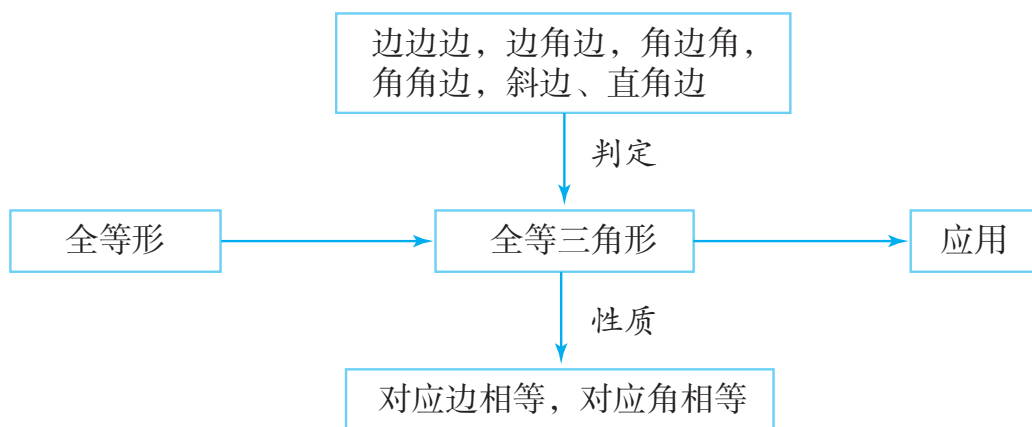 边边边，边角边，角边角，
角角边，斜边、直角边
判定
全等形
全等三角形
应用
性质
对应边相等，对应角相等